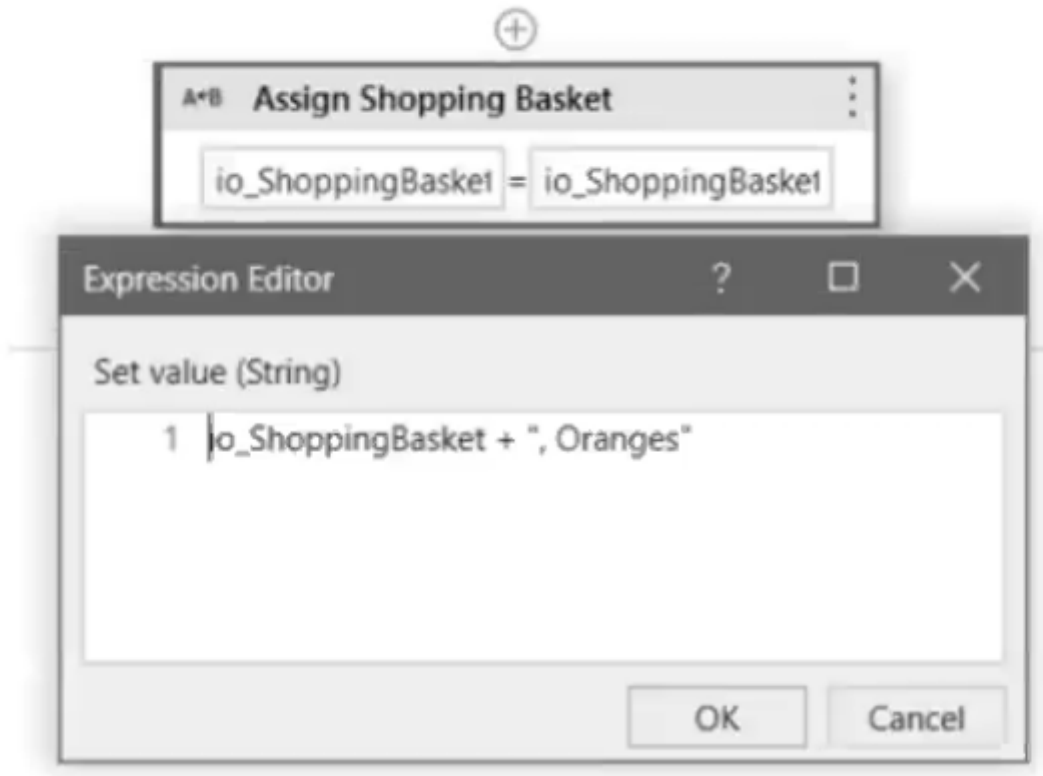 A←B Assign Shopping Basket
io_ShoppingBasket = io_ShoppingBasket
Expression Editor ?
Set value (String)
1 io_ShoppingBasket + ", Oranges"
OK Cancel